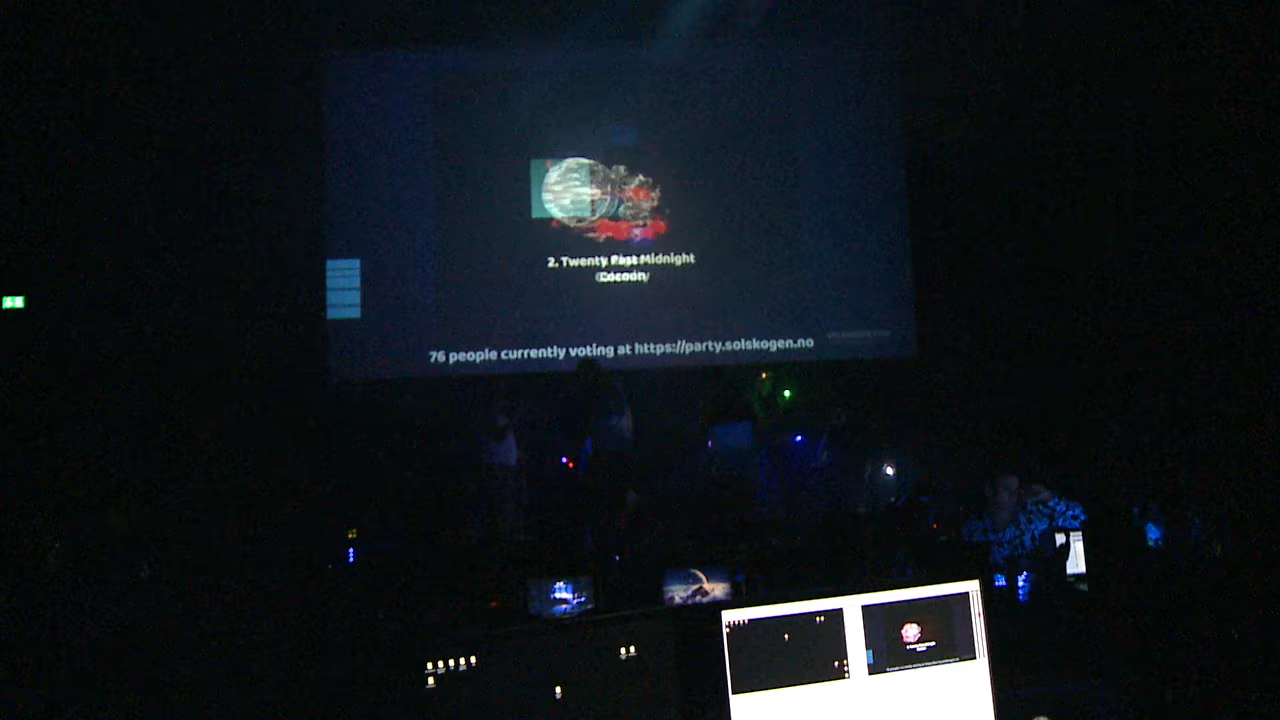 2. Twenty Past Midnight
Cocoon
76 people currently voting at https://party.solskogen.no